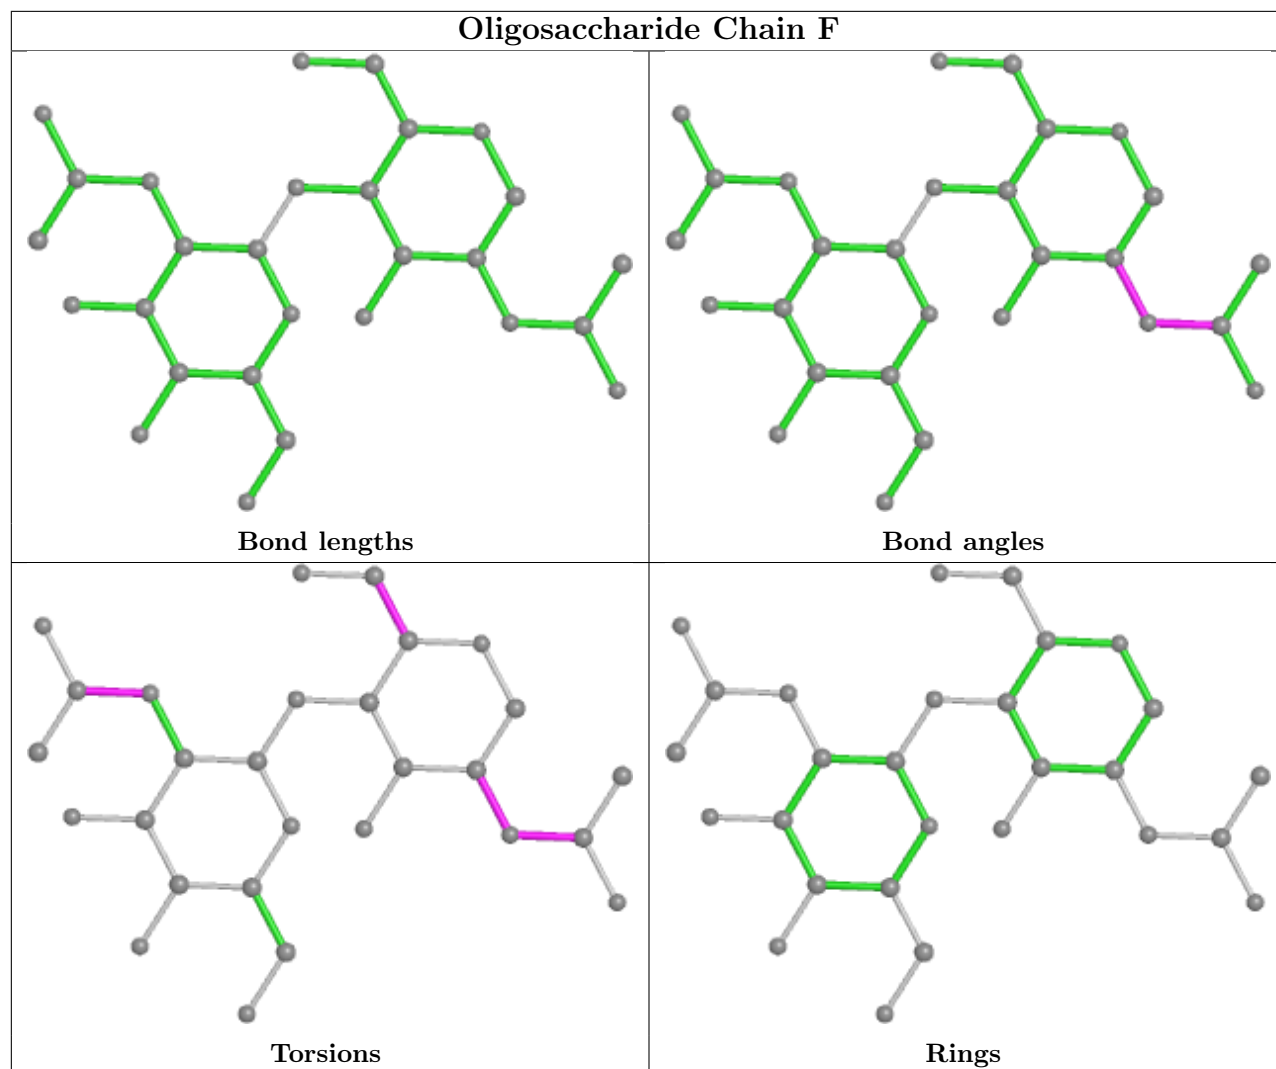 Oligosaccharide Chain F
Bond lengths
Bond angles
Torsions
Rings